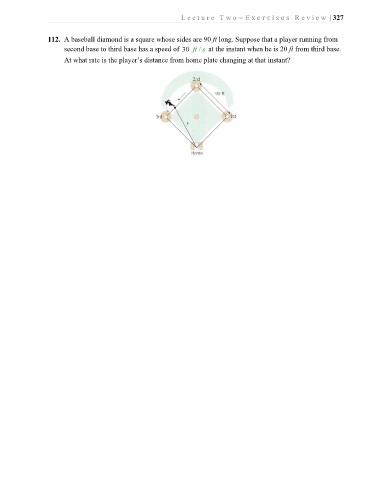 Lecture Two – Exercises Review | 327
112. A baseball diamond is a square whose sides are 90 ft long. Suppose that a player running from
second base to third base has a speed of 30 ft / s at the instant when he is 20 ft from third base.
At what rate is the player's distance from home plate changing at that instant?
2nd
90 ft
3rd
1st
Home